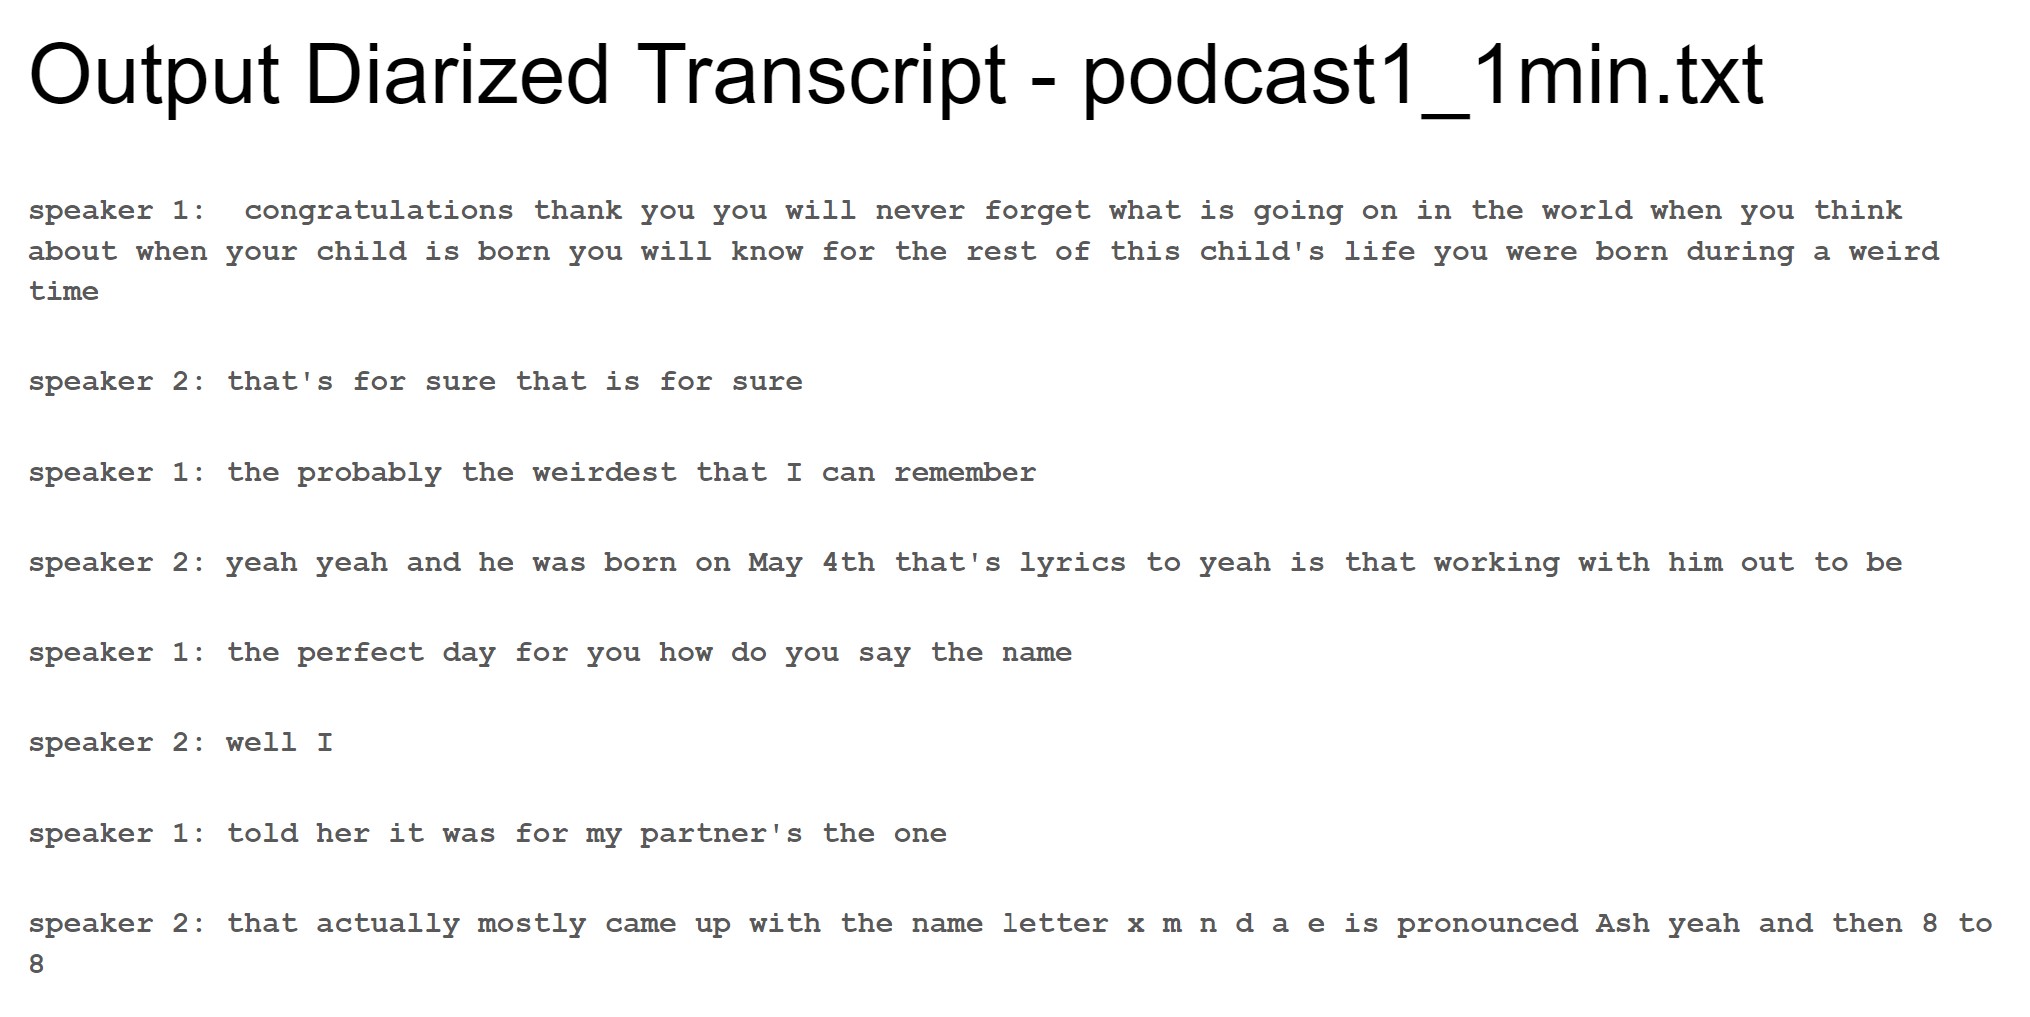 Output Diarized Transcript - podcast1_1min.txt
speaker 1:  congratulations thank you you will never forget what is going on in the world when you think
about when your child is born you will know for the rest of this child's life you were born during a weird
time
speaker 2: that's for sure that is for sure
speaker 1: the probably the weirdest that I can remember
speaker 2: yeah yeah and he was born on May 4th that's lyrics to yeah is that working with him out to be
speaker 1: the perfect day for you how do you say the name
speaker 2: well I
speaker 1: told her it was for my partner's the one
speaker 2: that actually mostly came up with the name letter x m n d a e is pronounced Ash yeah and then 8 to
8